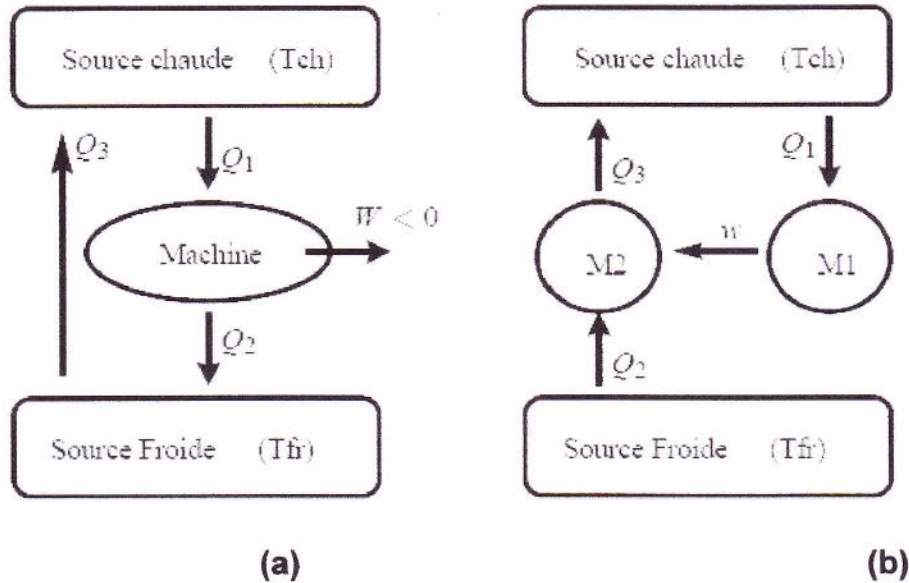 Source chaude (Tch)
Q3
Q1
Machine
W < 0
Q2
Source Froide (Tfr)
(a)
Source chaude (Tch)
Q3
Q1
M2
w
M1
Q2
Source Froide (Tfr)
(b)